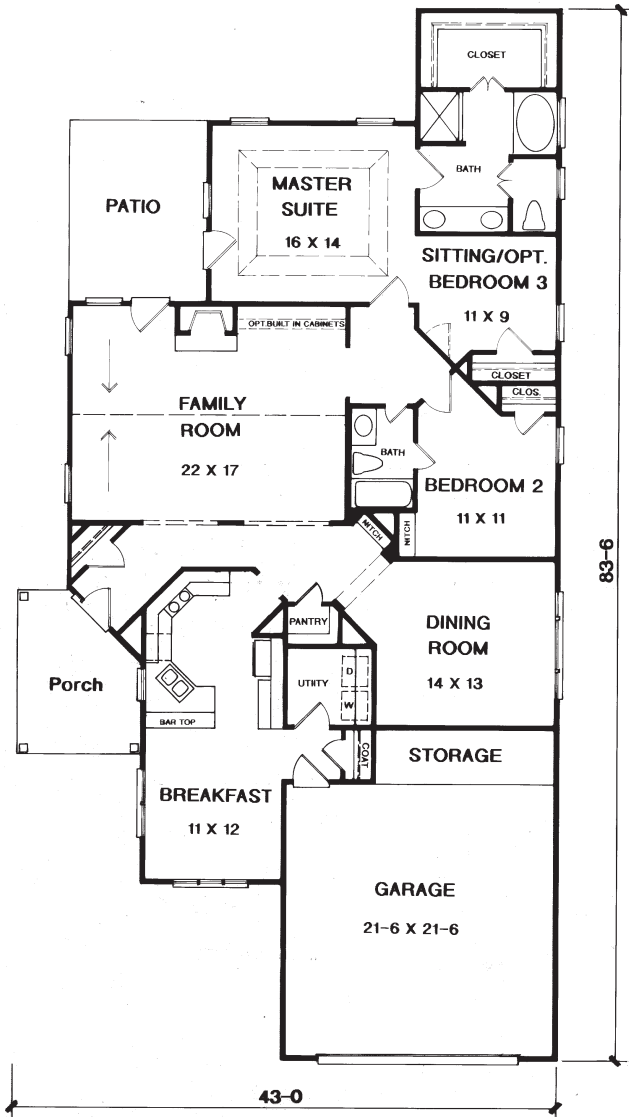 CLOSET
BATH
MASTER
SUITE
16 X 14
PATIO
SITTING/OPT.
BEDROOM 3
11 X 9
OPT.BUILT IN CABINETS
CLOSET
CLOS.
FAMILY
ROOM
22 X 17
BATH
BEDROOM 2
11 X 11
NITCH
NITCH
83-6
PANTRY
DINING
ROOM
14 X 13
Porch
UTILITY
D
W
BAR TOP
COAT
STORAGE
BREAKFAST
11 X 12
GARAGE
21-6 X 21-6
43-0